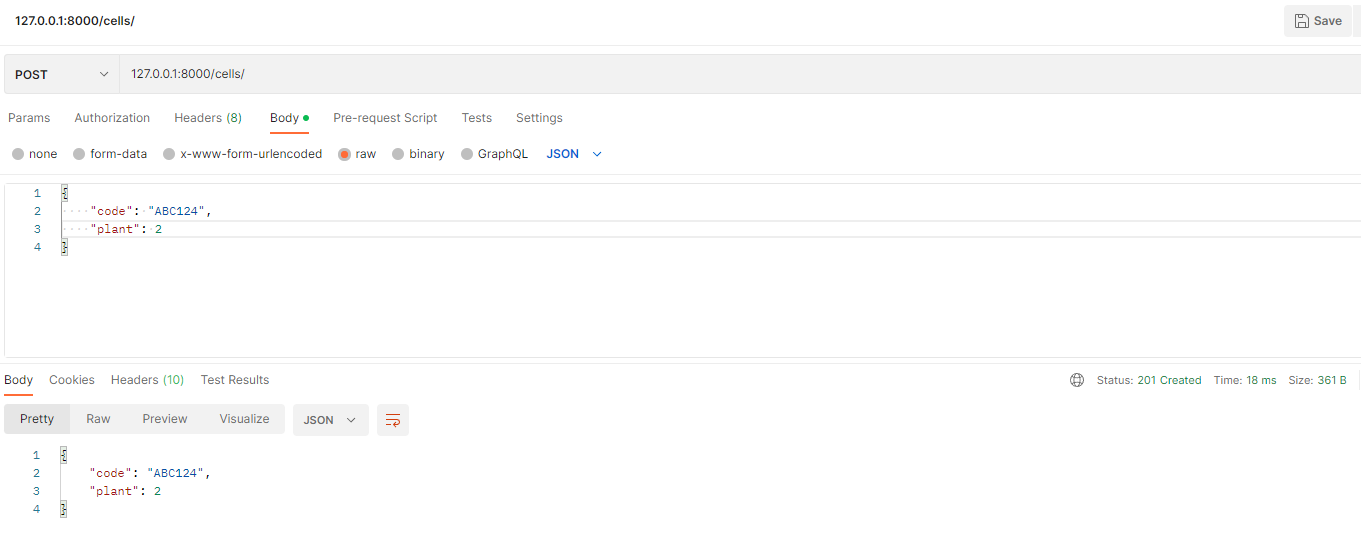 127.0.0.1:8000/cells/
Save
POST 127.0.0.1:8000/cells/
Params Authorization Headers (8) Body Pre-request Script Tests Settings
none form-data x-www-form-urlencoded raw binary GraphQL JSON
1 {
2 "code": "ABC124",
3 "plant": 2
4 }
Body Cookies Headers (10) Test Results Status: 201 Created Time: 18 ms Size: 361 B
Pretty Raw Preview Visualize JSON
1 {
2 "code": "ABC124",
3 "plant": 2
4 }